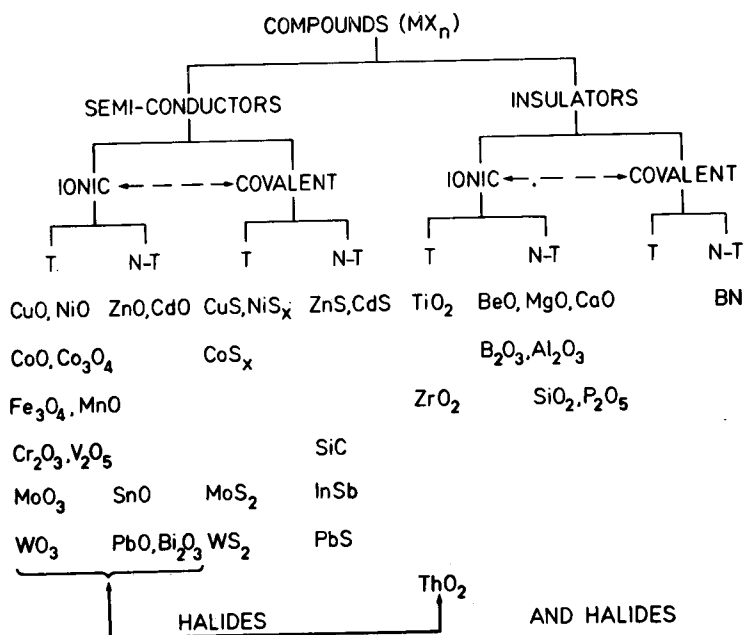 COMPOUNDS (MXₙ)
SEMI-CONDUCTORS INSULATORS
IONIC COVALENT IONIC COVALENT
T N-T T N-T T N-T T N-T
CuO, NiO ZnO, CdO CuS, NiSₓ ZnS, CdS TiO₂ BeO, MgO, CaO BN
CoO, Co₃O₄ CoSₓ B₂O₃, Al₂O₃
Fe₃O₄, MnO ZrO₂ SiO₂, P₂O₅
Cr₂O₃, V₂O₅ SiC
MoO₃ SnO MoS₂ InSb
WO₃ PbO, Bi₂O₃ WS₂ PbS
ThO₂
HALIDES AND HALIDES